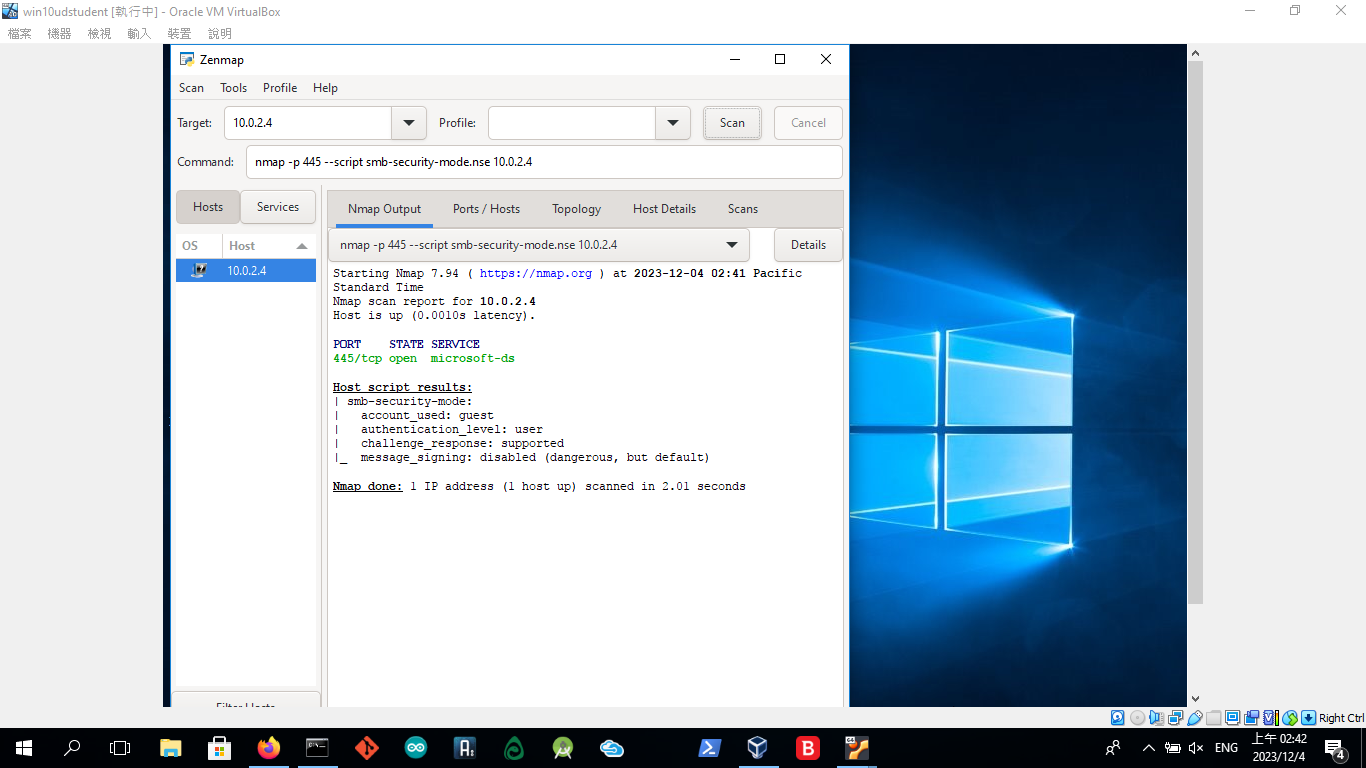 win10udstudent [執行中] - Oracle VM VirtualBox
檔案 機器 檢視 輸入 裝置 說明
Zenmap
Scan Tools Profile Help
Target: 10.0.2.4 Profile: Scan Cancel
Command: nmap -p 445 --script smb-security-mode.nse 10.0.2.4
Hosts Services
Nmap Output Ports / Hosts Topology Host Details Scans
OS Host
10.0.2.4
nmap -p 445 --script smb-security-mode.nse 10.0.2.4 Details
Starting Nmap 7.94 ( https://nmap.org ) at 2023-12-04 02:41 Pacific
Standard Time
Nmap scan report for 10.0.2.4
Host is up (0.0010s latency).
PORT STATE SERVICE
445/tcp open microsoft-ds
Host script results:
| smb-security-mode:
| account_used: guest
| authentication_level: user
| challenge_response: supported
|_ message_signing: disabled (dangerous, but default)
Nmap done: 1 IP address (1 host up) scanned in 2.01 seconds
Filter Hosts
Right Ctrl
ENG
上午 02:42
2023/12/4
4